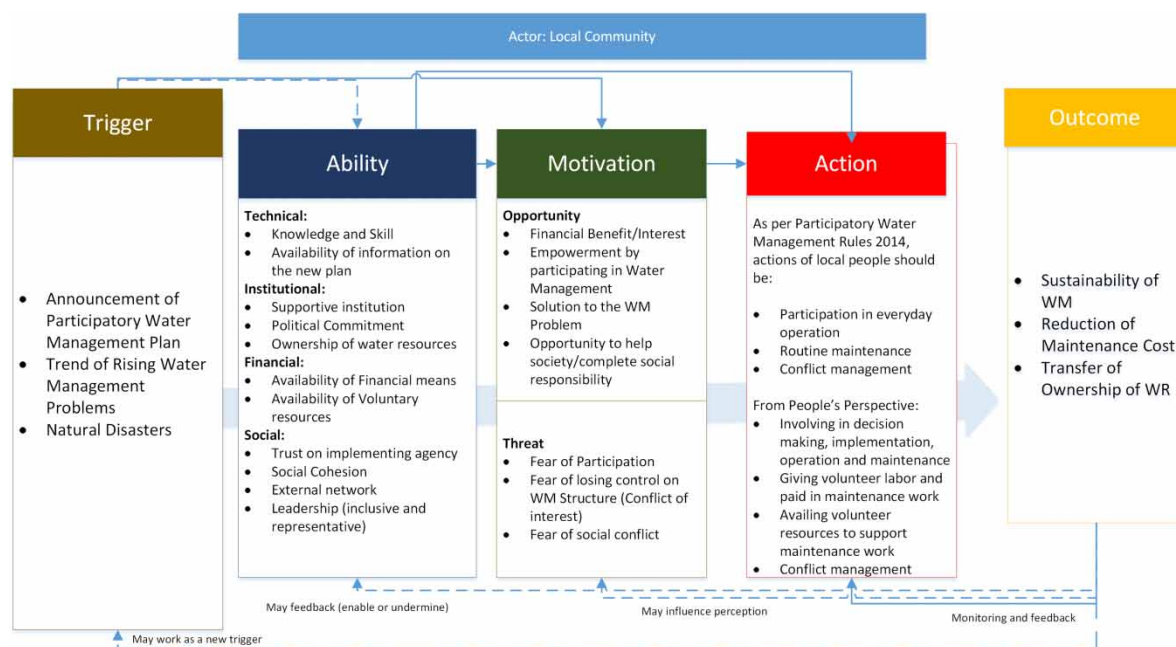 Actor: Local Community
Trigger
• Announcement of
Participatory Water
Management Plan
• Trend of Rising Water
Management
Problems
• Natural Disasters
Ability
Technical:
• Knowledge and Skill
• Availability of information on
the new plan
Institutional:
• Supportive institution
• Political Commitment
• Ownership of water resources
Financial:
• Availability of Financial means
• Availability of Voluntary
resources
Social:
• Trust on implementing agency
• Social Cohesion
• External network
• Leadership (inclusive and
representative)
Motivation
Opportunity
• Financial Benefit/Interest
• Empowerment by
participating in Water
Management
• Solution to the WM
Problem
• Opportunity to help
society/complete social
responsibility
Threat
• Fear of Participation
• Fear of losing control on
WM Structure (Conflict of
interest)
• Fear of social conflict
Action
As per Participatory Water
Management Rules 2014,
actions of local people should
be:
• Participation in everyday
operation
• Routine maintenance
• Conflict management
From People's Perspective:
• Involving in decision
making, implementation,
operation and maintenance
• Giving volunteer labor and
paid in maintenance work
• Availing volunteer
resources to support
maintenance work
• Conflict management
Outcome
• Sustainability of
WM
• Reduction of
Maintenance Cost
• Transfer of
Ownership of WR
May feedback (enable or undermine)
May influence perception
Monitoring and feedback
May work as a new trigger